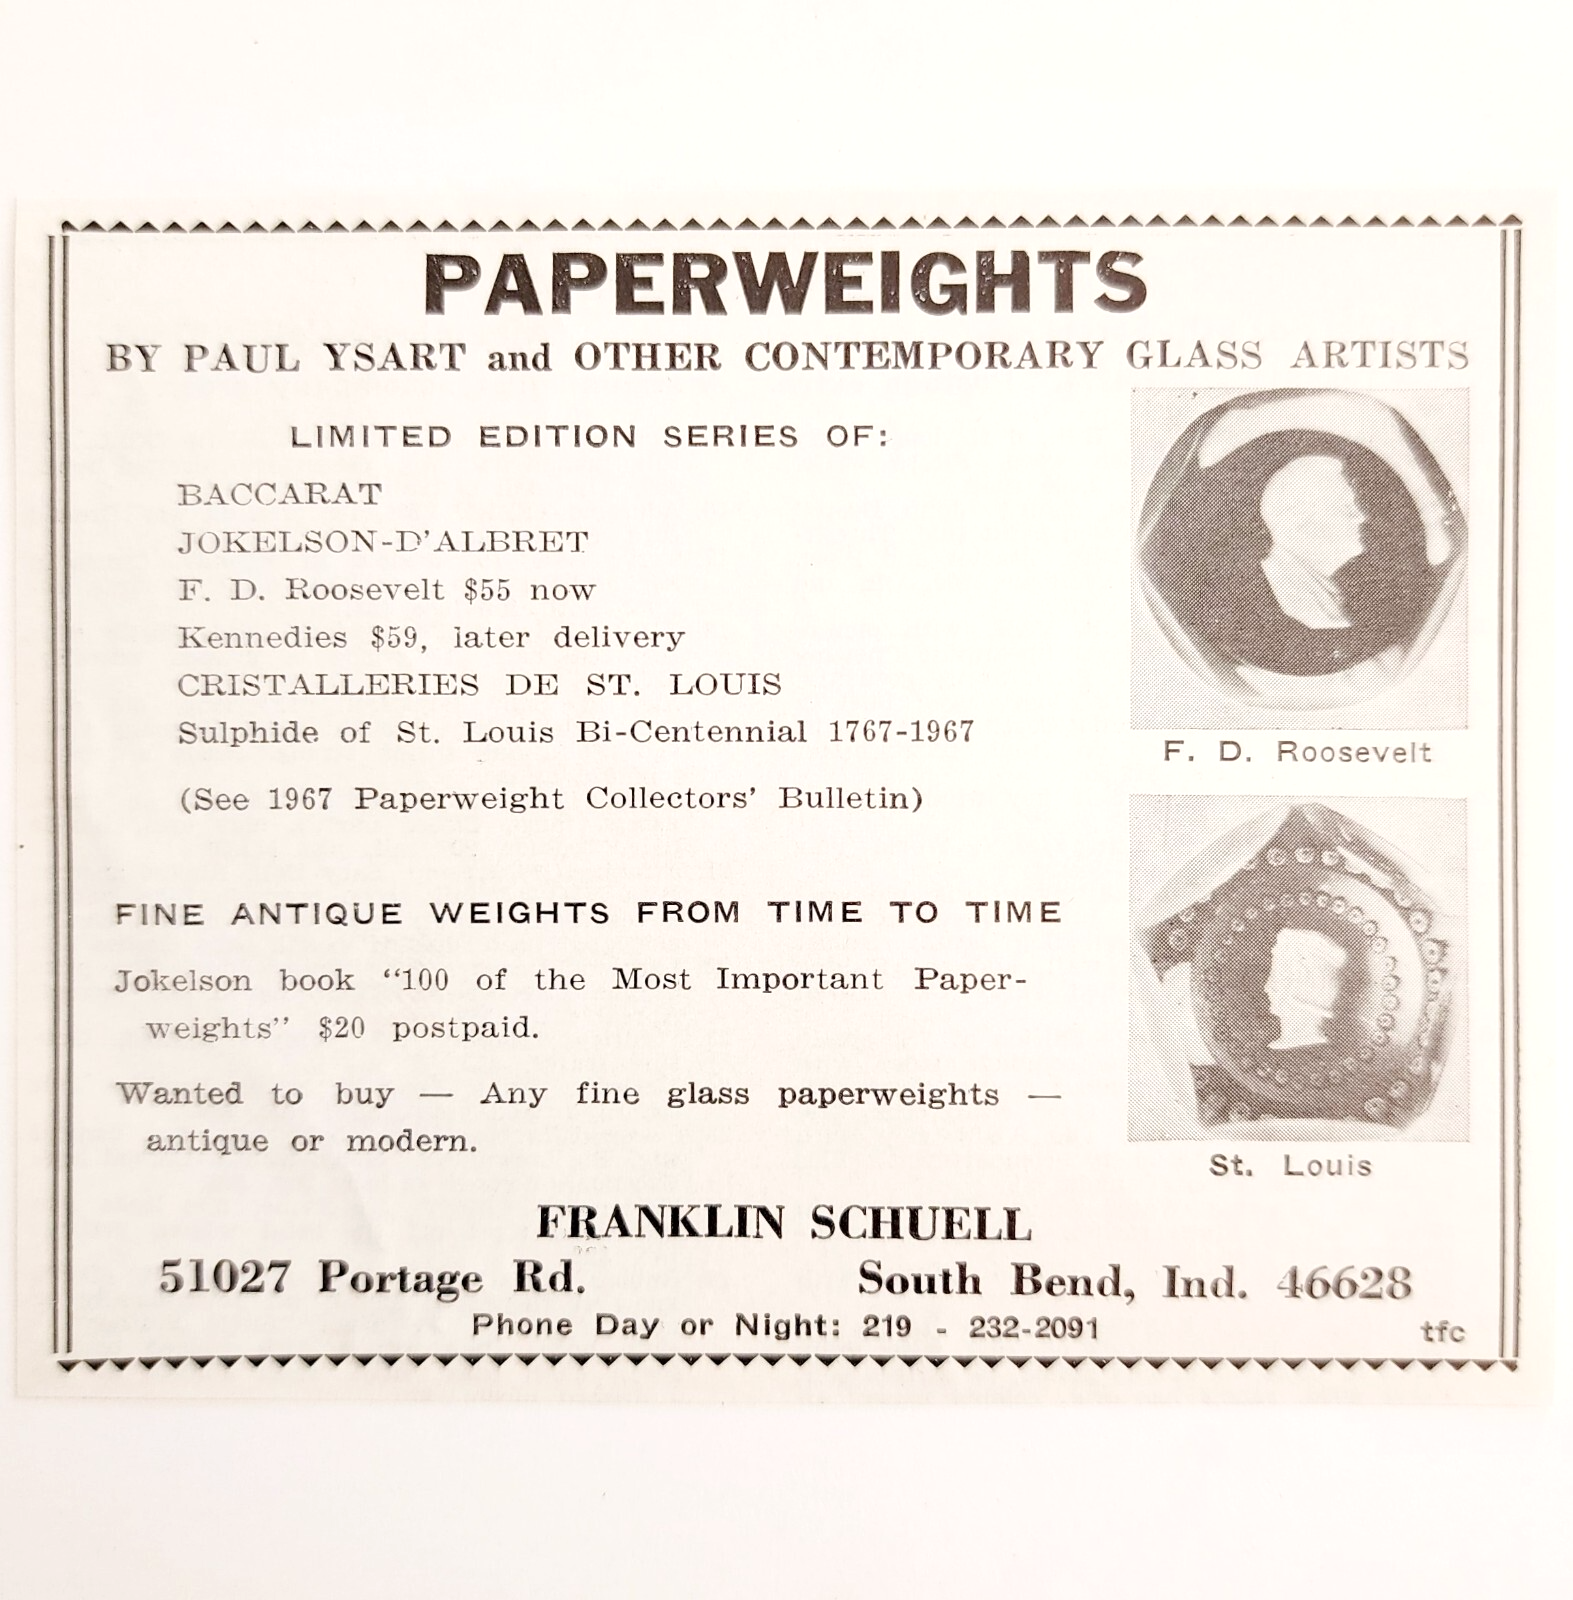 PAPERWEIGHTS
BY PAUL YSART and OTHER CONTEMPORARY GLASS ARTISTS
LIMITED EDITION SERIES OF:
BACCARAT
JOKELSON-D'ALBRET
F. D. Roosevelt $55 now
Kennedies $59, later delivery
CRISTALLERIES DE ST. LOUIS
Sulphide of St. Louis Bi-Centennial 1767-1967
(See 1967 Paperweight Collectors' Bulletin)
F. D. Roosevelt
FINE ANTIQUE WEIGHTS FROM TIME TO TIME
Jokelson book "100 of the Most Important Paper-
weights" $20 postpaid.
Wanted to buy — Any fine glass paperweights —
antique or modern.
St. Louis
FRANKLIN SCHUELL
51027 Portage Rd. South Bend, Ind. 46628
Phone Day or Night: 219 - 232-2091
tfc